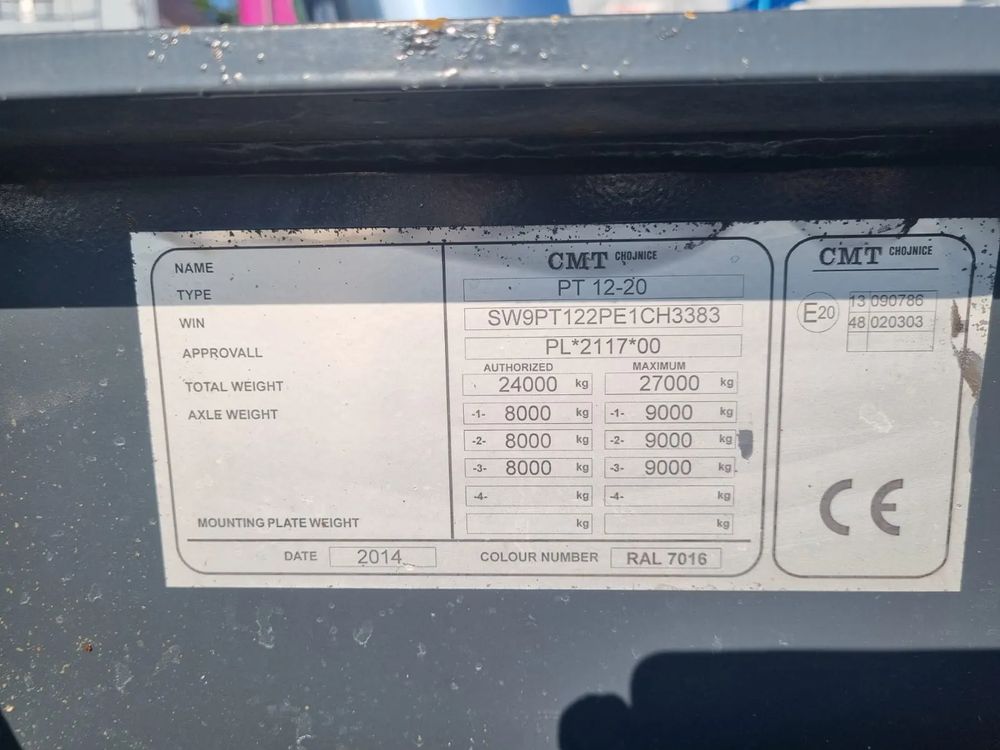 NAME CMT CHOJNICE
TYPE PT 12-20
WIN SW9PT122PE1CH3383
APPROVALL PL*2117*00
AUTHORIZED MAXIMUM
TOTAL WEIGHT 24000 kg 27000 kg
AXLE WEIGHT -1- 8000 kg -1- 9000 kg
-2- 8000 kg -2- 9000 kg
-3- 8000 kg -3- 9000 kg
-4- kg -4- kg
MOUNTING PLATE WEIGHT kg kg
DATE 2014 COLOUR NUMBER RAL 7016
CMT CHOJNICE
E20 13 090786
48 020303
CE